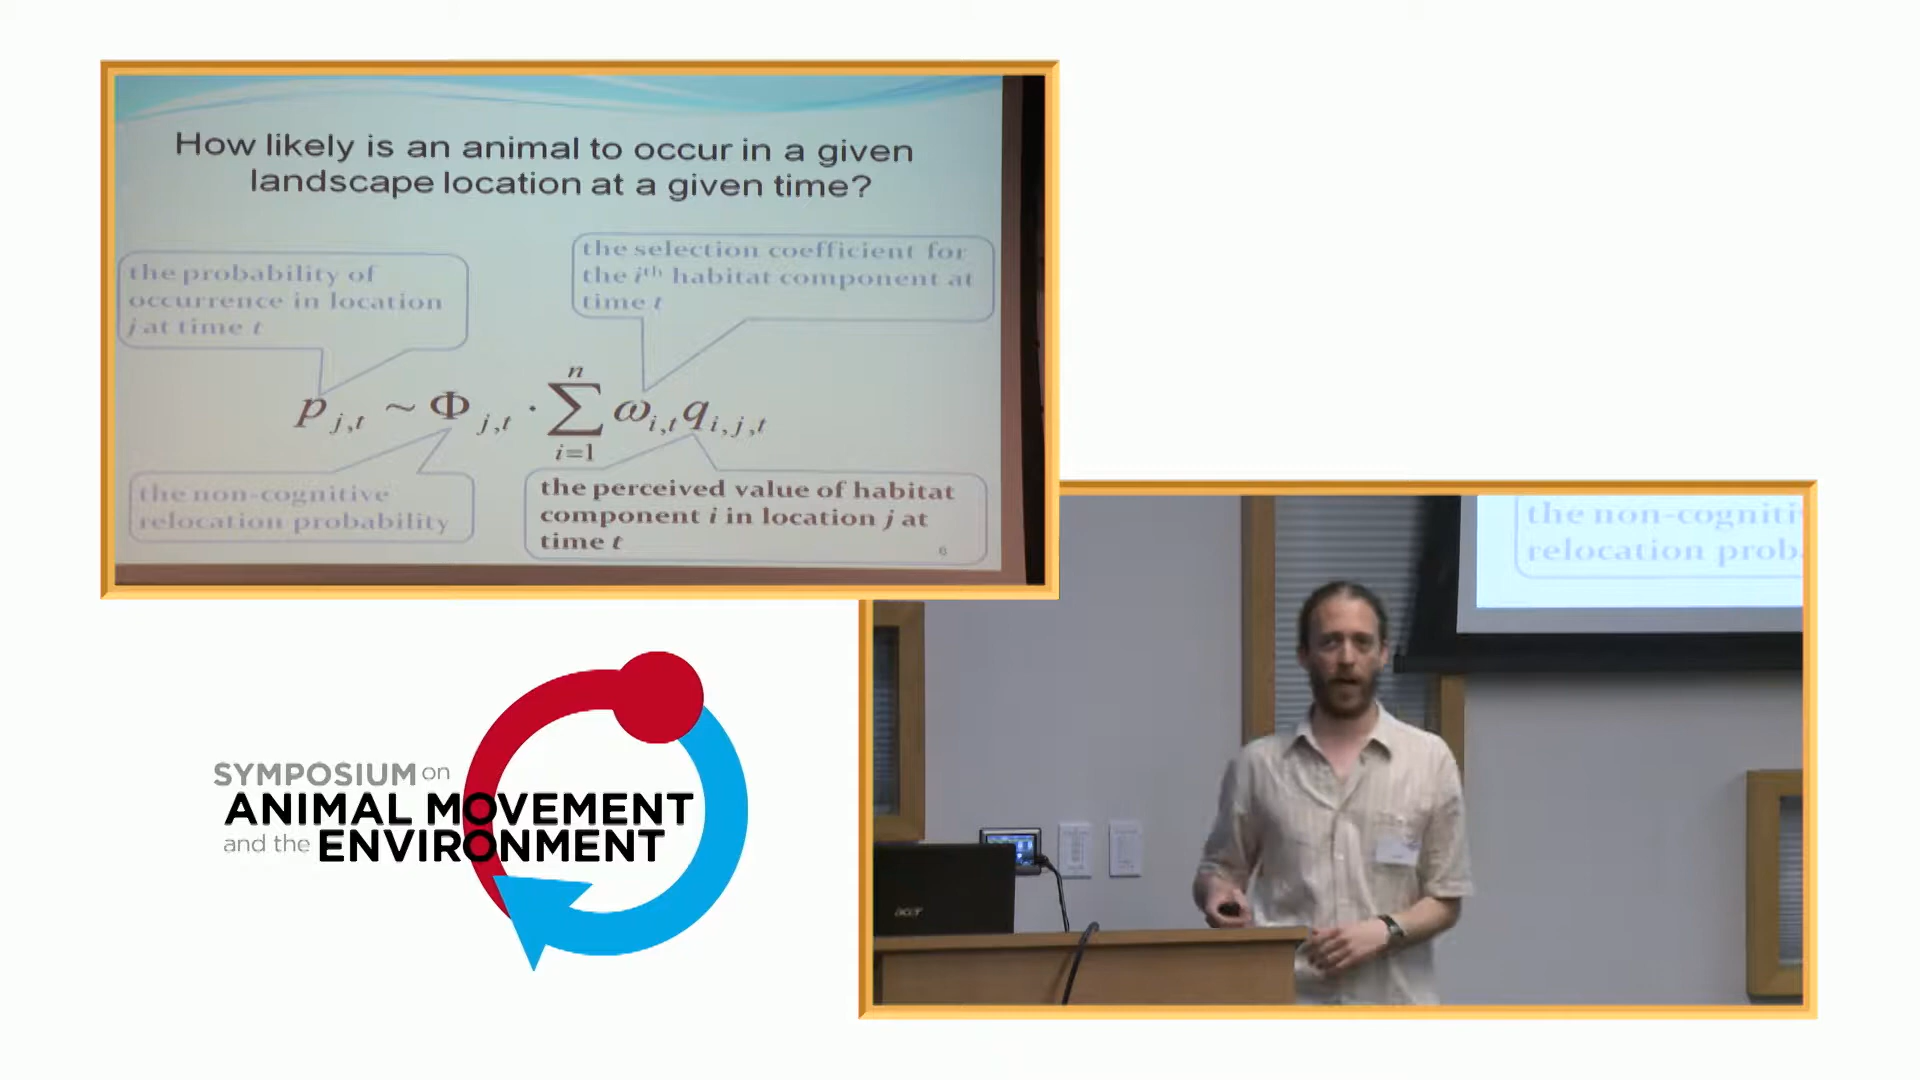 How likely is an animal to occur in a given
landscape location at a given time?
the probability of
occurrence in location
j at time t
the selection coefficient for
the iᵗʰ habitat component at
time t
p j,t ~ Φ j,t · ∑ n i=1 ω i,t q i,j,t
the non-cognitive
relocation probability
the perceived value of habitat
component i in location j at
time t
6
the non-cogniti
relocation prob
SYMPOSIUM on
ANIMAL MOVEMENT
and the ENVIRONMENT
acer